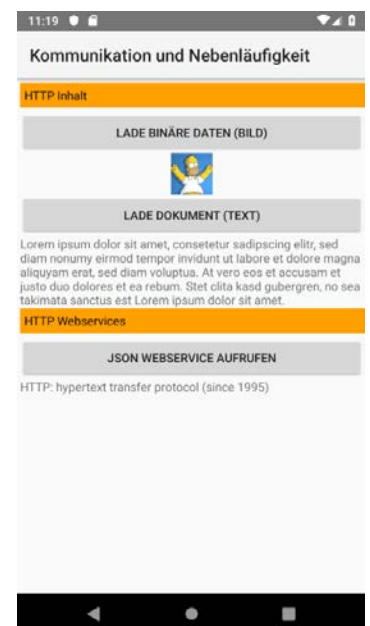 11:19
Kommunikation und Nebenläufigkeit
HTTP Inhalt
LADE BINÄRE DATEN (BILD)
LADE DOKUMENT (TEXT)
Lorem ipsum dolor sit amet, consetetur sadipscing elitr, sed
diam nonumy eirmod tempor invidunt ut labore et dolore magna
aliquyam erat, sed diam voluptua. At vero eos et accusam et
justo duo dolores et ea rebum. Stet clita kasd gubergren, no sea
takimata sanctus est Lorem ipsum dolor sit amet.
HTTP Webservices
JSON WEBSERVICE AUFRUFEN
HTTP: hypertext transfer protocol (since 1995)